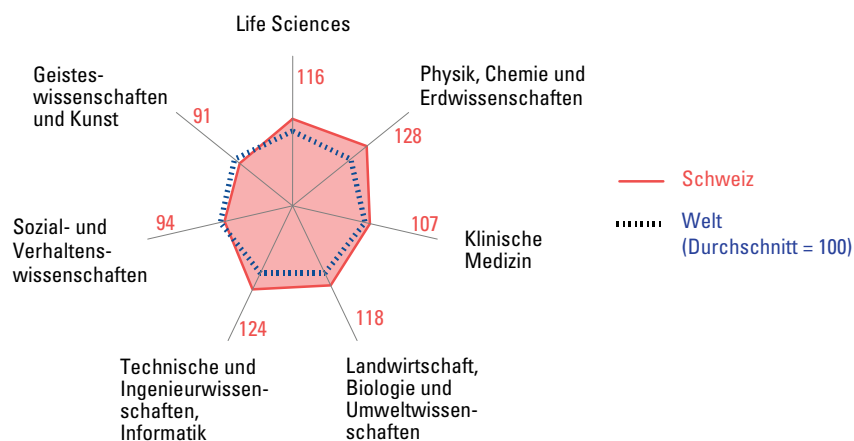 Life Sciences
116
Physik, Chemie und
Erdwissenschaften
128
107
Klinische
Medizin
118
Landwirtschaft,
Biologie und
Umweltwissen-
schaften
124
Technische und
Ingenieurwissen-
schaften,
Informatik
94
Sozial- und
Verhaltens-
wissenschaften
Geistes-
wissenschaften
und Kunst
91
Schweiz
Welt
(Durchschnitt = 100)